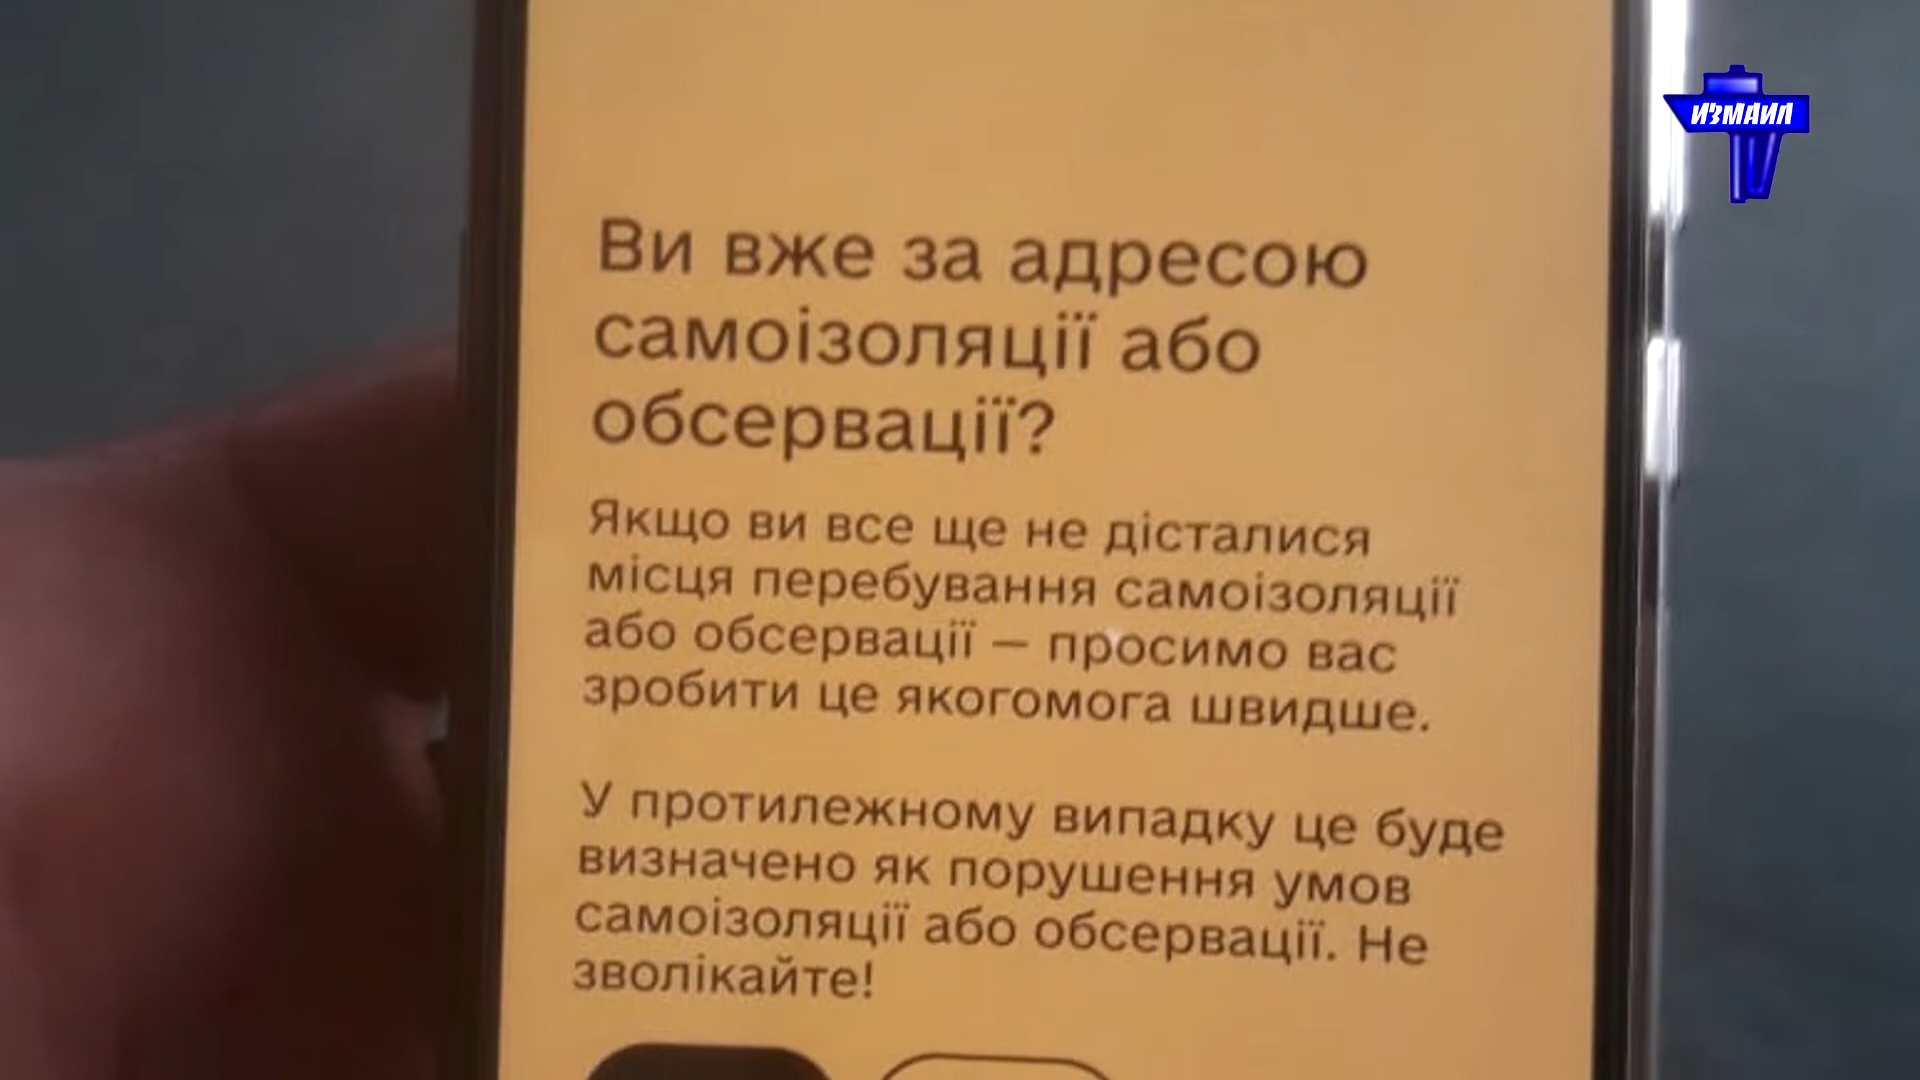 ИЗМАИЛ
Ви вже за адресою
самоізоляції або
обсервації?
Якщо ви все ще не дісталися
місця перебування самоізоляції
або обсервації — просимо вас
зробити це якогомога швидше.
У протилежному випадку це буде
визначено як порушення умов
самоізоляції або обсервації. Не
зволікайте!